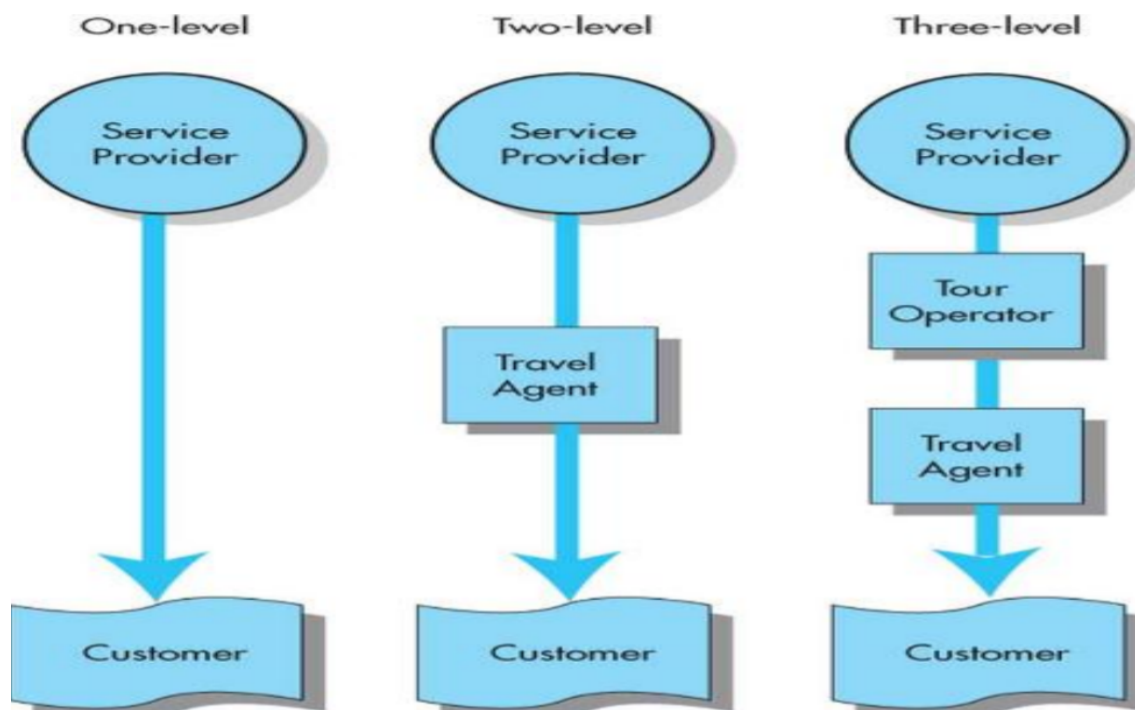 One-level
Two-level
Three-level
Service
Provider
Service
Provider
Service
Provider
Tour
Operator
Travel
Agent
Travel
Agent
Customer
Customer
Customer